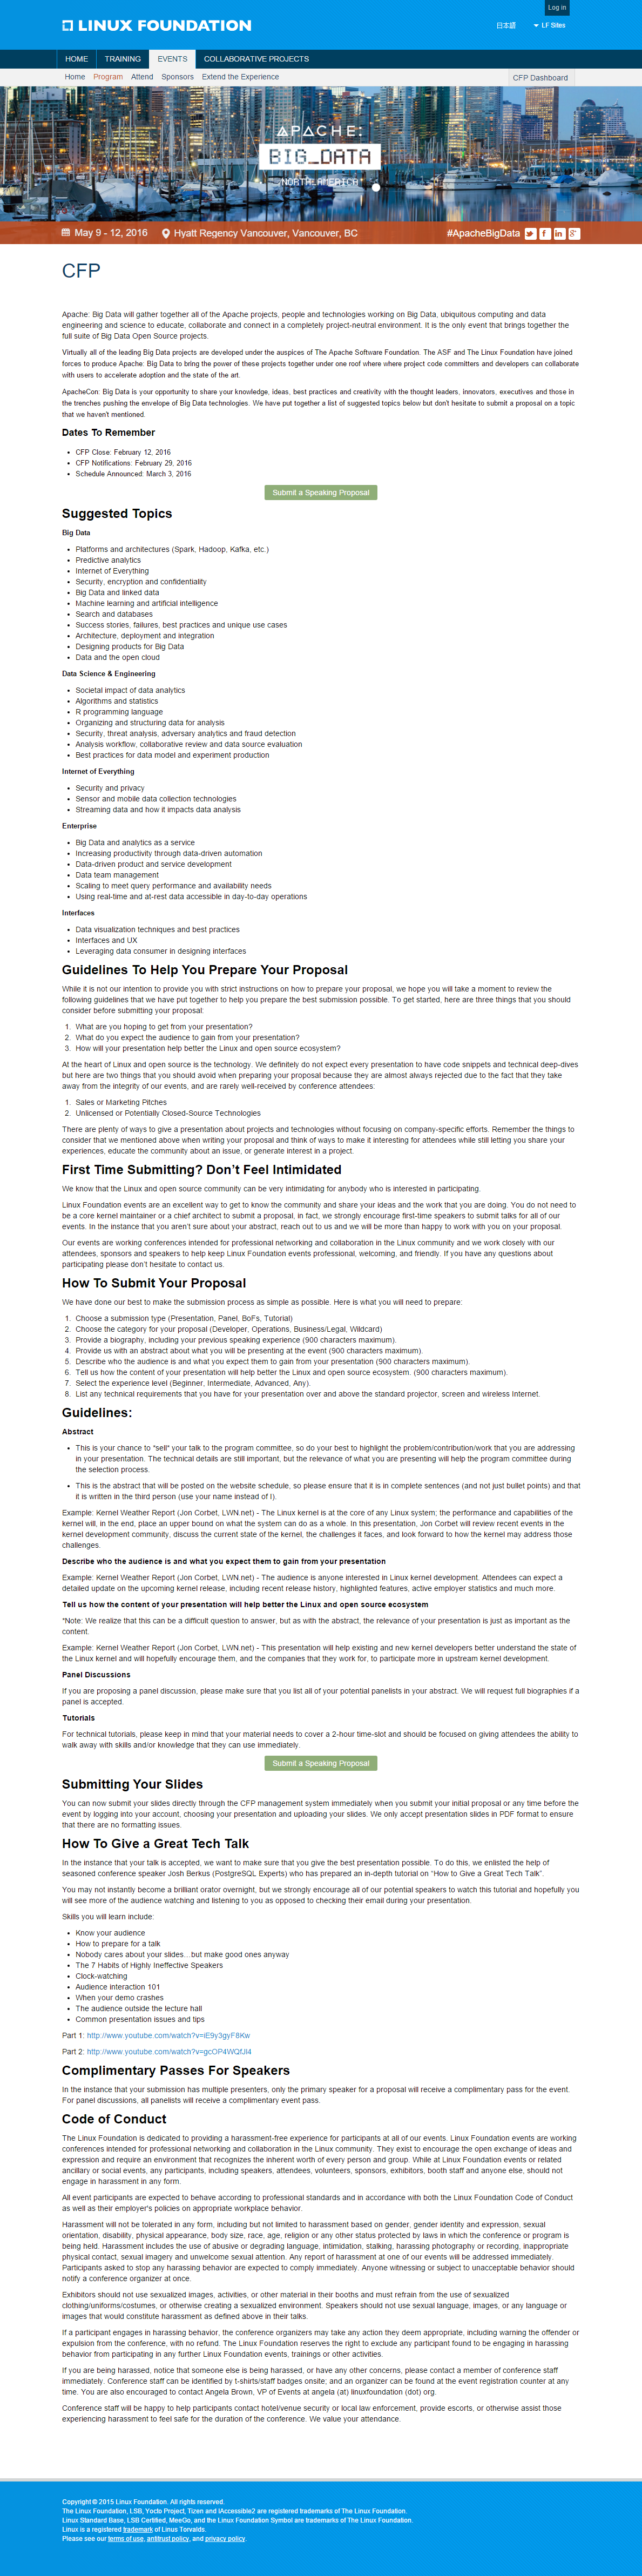 Log in
LINUX FOUNDATION
日本語
LF Sites
HOME TRAINING EVENTS COLLABORATIVE PROJECTS
Home Program Attend Sponsors Extend the Experience
CFP Dashboard
APACHE:
BIG_DATA
NORTH AMERICA
May 9 - 12, 2016 Hyatt Regency Vancouver, Vancouver, BC
#ApacheBigData
CFP
Apache: Big Data will gather together all of the Apache projects, people and technologies working on Big Data, ubiquitous computing and data
engineering and science to educate, collaborate and connect in a completely project-neutral environment. It is the only event that brings together the
full suite of Big Data Open Source projects.
Virtually all of the leading Big Data projects are developed under the auspices of The Apache Software Foundation. The ASF and The Linux Foundation have joined
forces to produce Apache: Big Data to bring the power of these projects together under one roof where where project code committers and developers can collaborate
with users to accelerate adoption and the state of the art.
ApacheCon: Big Data is your opportunity to share your knowledge, ideas, best practices and creativity with the thought leaders, innovators, executives and those in
the trenches pushing the envelope of Big Data technologies. We have put together a list of suggested topics below but don't hesitate to submit a proposal on a topic
that we haven't mentioned.
Dates To Remember
• CFP Close: February 12, 2016
• CFP Notifications: February 29, 2016
• Schedule Announced: March 3, 2016
Submit a Speaking Proposal
Suggested Topics
Big Data
• Platforms and architectures (Spark, Hadoop, Kafka, etc.)
• Predictive analytics
• Internet of Everything
• Security, encryption and confidentiality
• Big Data and linked data
• Machine learning and artificial intelligence
• Search and databases
• Success stories, failures, best practices and unique use cases
• Architecture, deployment and integration
• Designing products for Big Data
• Data and the open cloud
Data Science & Engineering
• Societal impact of data analytics
• Algorithms and statistics
• R programming language
• Organizing and structuring data for analysis
• Security, threat analysis, adversary analytics and fraud detection
• Analysis workflow, collaborative review and data source evaluation
• Best practices for data model and experiment production
Internet of Everything
• Security and privacy
• Sensor and mobile data collection technologies
• Streaming data and how it impacts data analysis
Enterprise
• Big Data and analytics as a service
• Increasing productivity through data-driven automation
• Data-driven product and service development
• Data team management
• Scaling to meet query performance and availability needs
• Using real-time and at-rest data accessible in day-to-day operations
Interfaces
• Data visualization techniques and best practices
• Interfaces and UX
• Leveraging data consumer in designing interfaces
Guidelines To Help You Prepare Your Proposal
While it is not our intention to provide you with strict instructions on how to prepare your proposal, we hope you will take a moment to review the
following guidelines that we have put together to help you prepare the best submission possible. To get started, here are three things that you should
consider before submitting your proposal:
1. What are you hoping to get from your presentation?
2. What do you expect the audience to gain from your presentation?
3. How will your presentation help better the Linux and open source ecosystem?
At the heart of Linux and open source is the technology. We definitely do not expect every presentation to have code snippets and technical deep-dives
but here are two things that you should avoid when preparing your proposal because they are almost always rejected due to the fact that they take
away from the integrity of our events, and are rarely well-received by conference attendees:
1. Sales or Marketing Pitches
2. Unlicensed or Potentially Closed-Source Technologies
There are plenty of ways to give a presentation about projects and technologies without focusing on company-specific efforts. Remember the things to
consider that we mentioned above when writing your proposal and think of ways to make it interesting for attendees while still letting you share your
experiences, educate the community about an issue, or generate interest in a project.
First Time Submitting? Don't Feel Intimidated
We know that the Linux and open source community can be very intimidating for anybody who is interested in participating.
Linux Foundation events are an excellent way to get to know the community and share your ideas and the work that you are doing. You do not need to
be a core kernel maintainer or a chief architect to submit a proposal, in fact, we strongly encourage first-time speakers to submit talks for all of our
events. In the instance that you aren't sure about your abstract, reach out to us and we will be more than happy to work with you on your proposal.
Our events are working conferences intended for professional networking and collaboration in the Linux community and we work closely with our
attendees, sponsors and speakers to help keep Linux Foundation events professional, welcoming, and friendly. If you have any questions about
participating please don't hesitate to contact us.
How To Submit Your Proposal
We have done our best to make the submission process as simple as possible. Here is what you will need to prepare:
1. Choose a submission type (Presentation, Panel, BoFs, Tutorial)
2. Choose the category for your proposal (Developer, Operations, Business/Legal, Wildcard)
3. Provide a biography, including your previous speaking experience (900 characters maximum).
4. Provide us with an abstract about what you will be presenting at the event (900 characters maximum).
5. Describe who the audience is and what you expect them to gain from your presentation (900 characters maximum).
6. Tell us how the content of your presentation will help better the Linux and open source ecosystem. (900 characters maximum).
7. Select the experience level (Beginner, Intermediate, Advanced, Any).
8. List any technical requirements that you have for your presentation over and above the standard projector, screen and wireless Internet.
Guidelines:
Abstract
• This is your chance to "sell" your talk to the program committee, so do your best to highlight the problem/contribution/work that you are addressing
in your presentation. The technical details are still important, but the relevance of what you are presenting will help the program committee during
the selection process.
• This is the abstract that will be posted on the website schedule, so please ensure that it is in complete sentences (and not just bullet points) and that
it is written in the third person (use your name instead of I).
Example: Kernel Weather Report (Jon Corbet, LWN.net) - The Linux kernel is at the core of any Linux system; the performance and capabilities of the
kernel will, in the end, place an upper bound on what the system can do as a whole. In this presentation, Jon Corbet will review recent events in the
kernel development community, discuss the current state of the kernel, the challenges it faces, and look forward to how the kernel may address those
challenges.
Describe who the audience is and what you expect them to gain from your presentation
Example: Kernel Weather Report (Jon Corbet, LWN.net) - The audience is anyone interested in Linux kernel development. Attendees can expect a
detailed update on the upcoming kernel release, including recent release history, highlighted features, active employer statistics and much more.
Tell us how the content of your presentation will help better the Linux and open source ecosystem
*Note: We realize that this can be a difficult question to answer, but as with the abstract, the relevance of your presentation is just as important as the
content.
Example: Kernel Weather Report (Jon Corbet, LWN.net) - This presentation will help existing and new kernel developers better understand the state of
the Linux kernel and will hopefully encourage them, and the companies that they work for, to participate more in upstream kernel development.
Panel Discussions
If you are proposing a panel discussion, please make sure that you list all of your potential panelists in your abstract. We will request full biographies if a
panel is accepted.
Tutorials
For technical tutorials, please keep in mind that your material needs to cover a 2-hour time-slot and should be focused on giving attendees the ability to
walk away with skills and/or knowledge that they can use immediately.
Submit a Speaking Proposal
Submitting Your Slides
You can now submit your slides directly through the CFP management system immediately when you submit your initial proposal or any time before the
event by logging into your account, choosing your presentation and uploading your slides. We only accept presentation slides in PDF format to ensure
that there are no formatting issues.
How To Give a Great Tech Talk
In the instance that your talk is accepted, we want to make sure that you give the best presentation possible. To do this, we enlisted the help of
seasoned conference speaker Josh Berkus (PostgreSQL Experts) who has prepared an in-depth tutorial on "How to Give a Great Tech Talk".
You may not instantly become a brilliant orator overnight, but we strongly encourage all of our potential speakers to watch this tutorial and hopefully you
will see more of the audience watching and listening to you as opposed to checking their email during your presentation.
Skills you will learn include:
• Know your audience
• How to prepare for a talk
• Nobody cares about your slides...but make good ones anyway
• The 7 Habits of Highly Ineffective Speakers
• Clock-watching
• Audience interaction 101
• When your demo crashes
• The audience outside the lecture hall
• Common presentation issues and tips
Part 1: http://www.youtube.com/watch?v=iE9y3gyF8Kw
Part 2: http://www.youtube.com/watch?v=gcOP4WQfJI4
Complimentary Passes For Speakers
In the instance that your submission has multiple presenters, only the primary speaker for a proposal will receive a complimentary pass for the event.
For panel discussions, all panelists will receive a complimentary event pass.
Code of Conduct
The Linux Foundation is dedicated to providing a harassment-free experience for participants at all of our events. Linux Foundation events are working
conferences intended for professional networking and collaboration in the Linux community. They exist to encourage the open exchange of ideas and
expression and require an environment that recognizes the inherent worth of every person and group. While at Linux Foundation events or related
ancillary or social events, any participants, including speakers, attendees, volunteers, sponsors, exhibitors, booth staff and anyone else, should not
engage in harassment in any form.
All event participants are expected to behave according to professional standards and in accordance with both the Linux Foundation Code of Conduct
as well as their employer's policies on appropriate workplace behavior.
Harassment will not be tolerated in any form, including but not limited to harassment based on gender, gender identity and expression, sexual
orientation, disability, physical appearance, body size, race, age, religion or any other status protected by laws in which the conference or program is
being held. Harassment includes the use of abusive or degrading language, intimidation, stalking, harassing photography or recording, inappropriate
physical contact, sexual imagery and unwelcome sexual attention. Any report of harassment at one of our events will be addressed immediately.
Participants asked to stop any harassing behavior are expected to comply immediately. Anyone witnessing or subject to unacceptable behavior should
notify a conference organizer at once.
Exhibitors should not use sexualized images, activities, or other material in their booths and must refrain from the use of sexualized
clothing/uniforms/costumes, or otherwise creating a sexualized environment. Speakers should not use sexual language, images, or any language or
images that would constitute harassment as defined above in their talks.
If a participant engages in harassing behavior, the conference organizers may take any action they deem appropriate, including warning the offender or
expulsion from the conference, with no refund. The Linux Foundation reserves the right to exclude any participant found to be engaging in harassing
behavior from participating in any further Linux Foundation events, trainings or other activities.
If you are being harassed, notice that someone else is being harassed, or have any other concerns, please contact a member of conference staff
immediately. Conference staff can be identified by t-shirts/staff badges onsite; and an organizer can be found at the event registration counter at any
time. You are also encouraged to contact Angela Brown, VP of Events at angela (at) linuxfoundation (dot) org.
Conference staff will be happy to help participants contact hotel/venue security or local law enforcement, provide escorts, or otherwise assist those
experiencing harassment to feel safe for the duration of the conference. We value your attendance.
Copyright © 2015 Linux Foundation. All rights reserved.
The Linux Foundation, LSB, Yocto Project, Tizen and IAccessible2 are registered trademarks of The Linux Foundation.
Linux Standard Base, LSB Certified, MeeGo, and the Linux Foundation Symbol are trademarks of The Linux Foundation.
Linux is a registered trademark of Linus Torvalds.
Please see our terms of use, antitrust policy, and privacy policy.